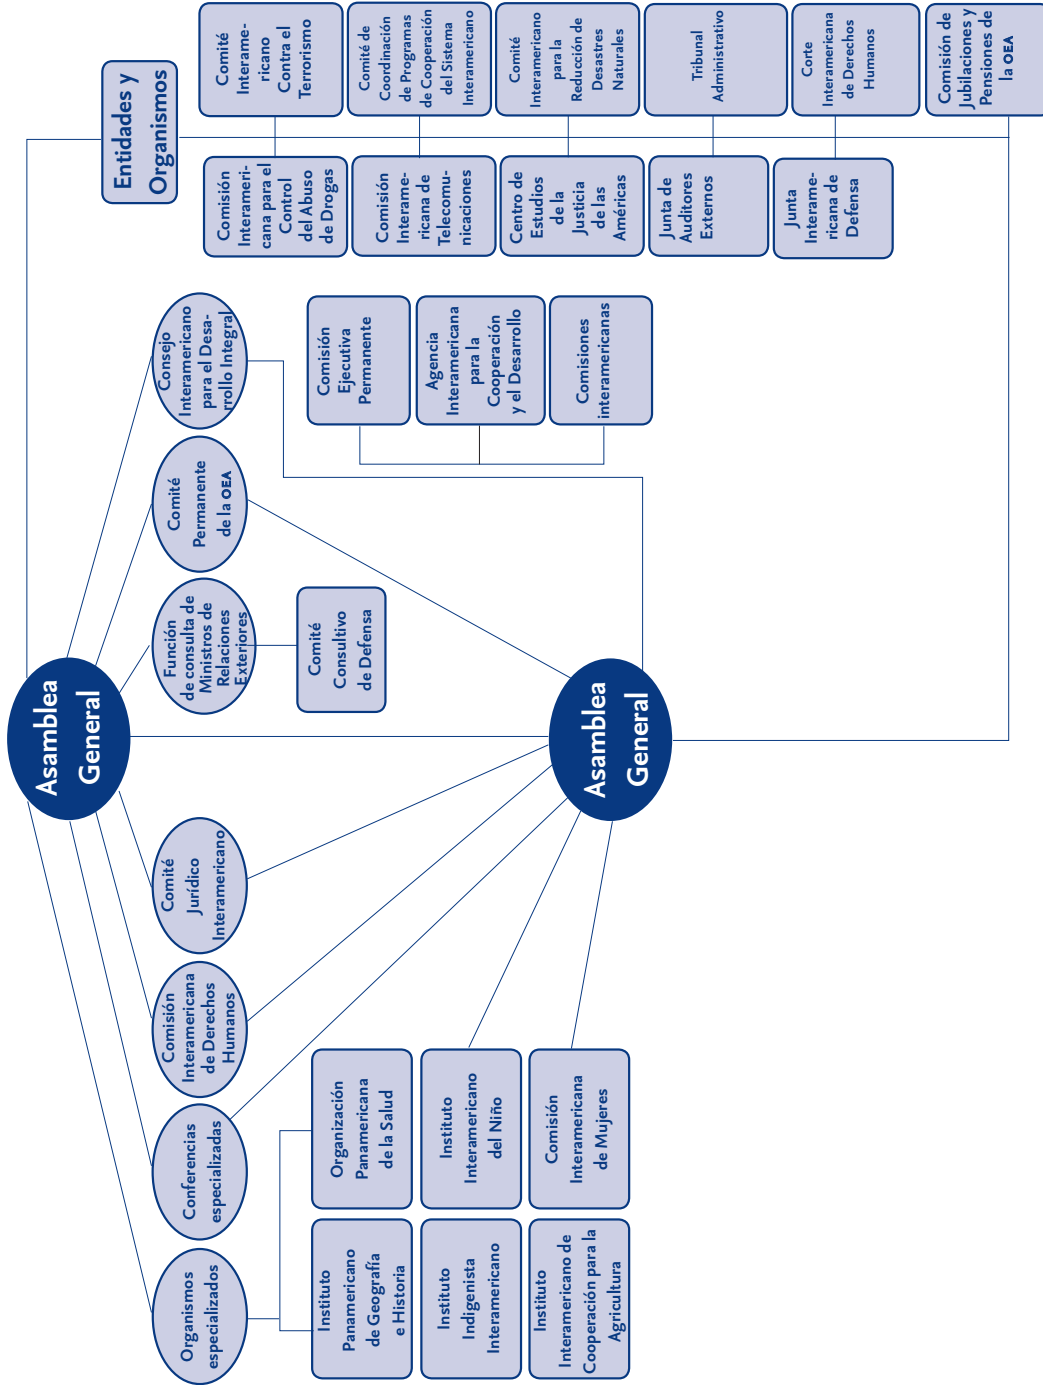 Asamblea
General
Entidades y
Organismos
Organismos
especializados
Conferencias
especializadas
Comisión
Interamericana
de Derechos
Humanos
Comité
Jurídico
Interamericano
Función
de consulta de
Ministros de
Relaciones
Exteriores
Comité
Permanente
de la OEA
Consejo
Interamericano
para el Desa-
rrollo Integral
Comisión
Interameri-
cana para el
Control
del Abuso
de Drogas
Comité
Interame-
ricano
Contra el
Terrorismo
Comité
Consultivo
de Defensa
Comisión
Ejecutiva
Permanente
Instituto
Panamericano
de Geografía
e Historia
Organización
Panamericana
de la Salud
Comisión
Interame-
ricana de
Telecomu-
nicaciones
Comité de
Coordinación
de Programas
de Cooperación
del Sistema
Interamericano
Agencia
Interamericana
para la
Cooperación
y el Desarrollo
Instituto
Indigenista
Interamericano
Instituto
Interamericano
del Niño
Centro de
Estudios
de la
Justicia
de las
Américas
Comité
Interamericano
para la
Reducción de
Desastres
Naturales
Comisiones
interamericanas
Instituto
Interamericano de
Cooperación para la
Agricultura
Comisión
Interamericana
de Mujeres
Asamblea
General
Junta de
Auditores
Externos
Tribunal
Administrativo
Junta
Interame-
ricana de
Defensa
Corte
Interamericana
de Derechos
Humanos
Comisión de
Jubilaciones y
Pensiones de
la OEA